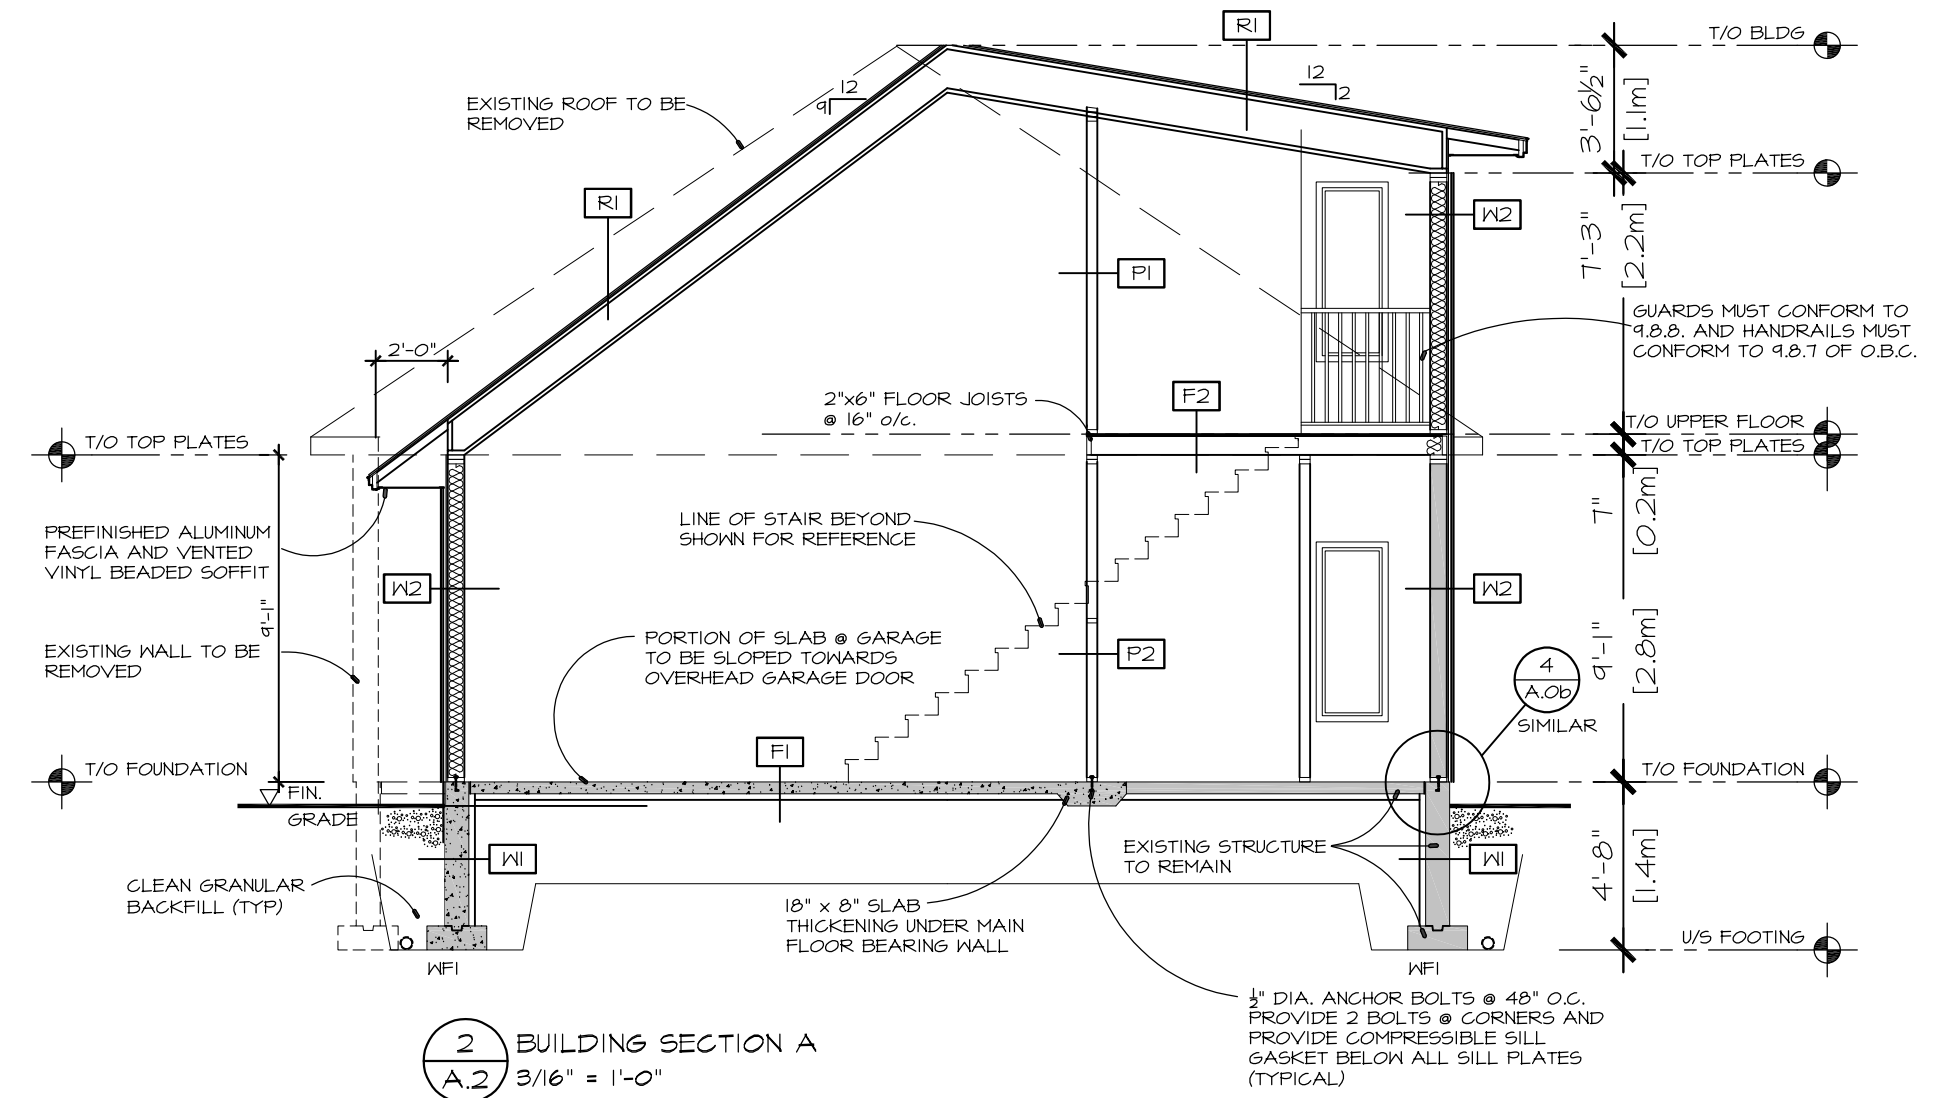 R1
T/O BLDG
12
9
12
2
EXISTING ROOF TO BE
REMOVED
3'-6½"
[1.1m]
T/O TOP PLATES
R1
W2
7'-3"
[2.2m]
P1
GUARDS MUST CONFORM TO
9.8.8. AND HANDRAILS MUST
CONFORM TO 9.8.7 OF O.B.C.
2'-0"
2"x6" FLOOR JOISTS
@ 16" o/c.
F2
T/O UPPER FLOOR
T/O TOP PLATES
T/O TOP PLATES
7"
[0.2m]
LINE OF STAIR BEYOND
SHOWN FOR REFERENCE
PREFINISHED ALUMINUM
FASCIA AND VENTED
VINYL BEADED SOFFIT
W2
W2
9'-1"
9'-1"
[2.8m]
EXISTING WALL TO BE
REMOVED
PORTION OF SLAB @ GARAGE
TO BE SLOPED TOWARDS
OVERHEAD GARAGE DOOR
P2
4
A.06
SIMILAR
F1
T/O FOUNDATION
T/O FOUNDATION
FIN.
GRADE
W1
EXISTING STRUCTURE
TO REMAIN
W1
4'-8"
[1.4m]
CLEAN GRANULAR
BACKFILL (TYP)
18" x 8" SLAB
THICKENING UNDER MAIN
FLOOR BEARING WALL
U/S FOOTING
WF1
WF1
½" DIA. ANCHOR BOLTS @ 48" O.C.
PROVIDE 2 BOLTS @ CORNERS AND
PROVIDE COMPRESSIBLE SILL
GASKET BELOW ALL SILL PLATES
(TYPICAL)
2
A.2
BUILDING SECTION A
3/16" = 1'-0"